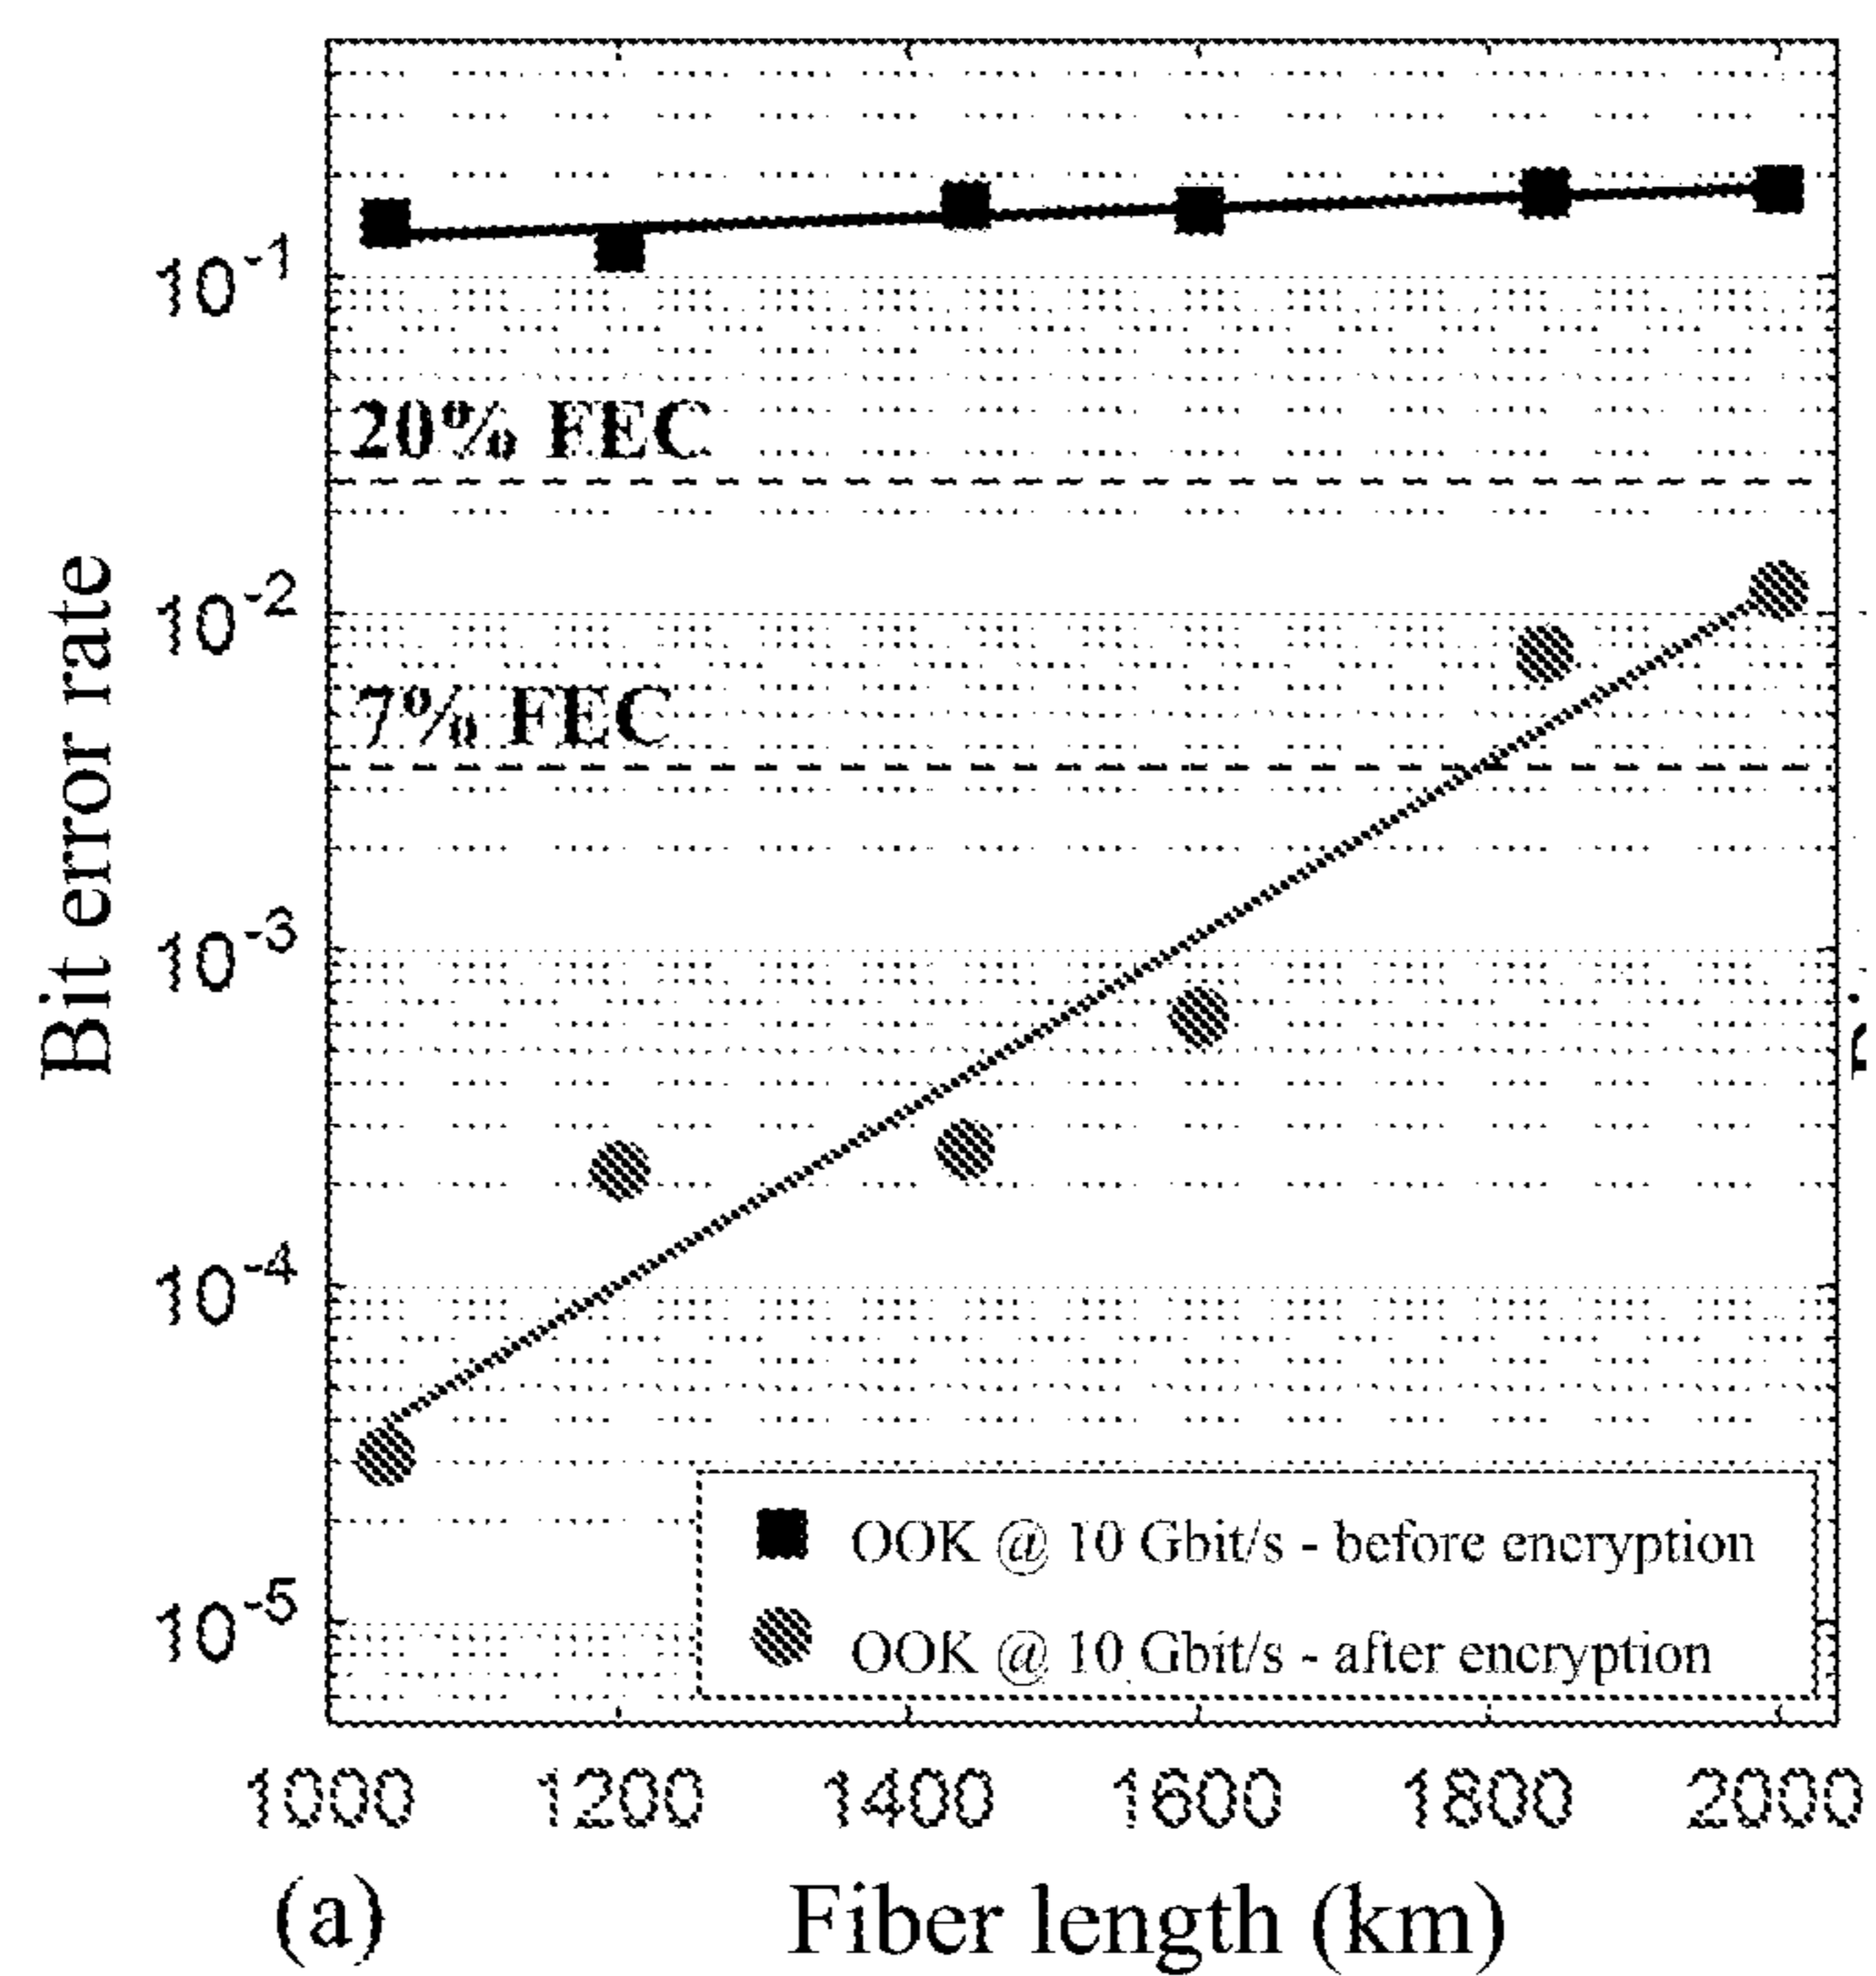 10-1
20% FEC
10-2
7% FEC
10-3
10-4
10-5
Bit error rate
OOK @ 10 Gbit/s - before encryption
OOK @ 10 Gbit/s - after encryption
1000 1200 1400 1600 1800 2000
(a) Fiber length (km)